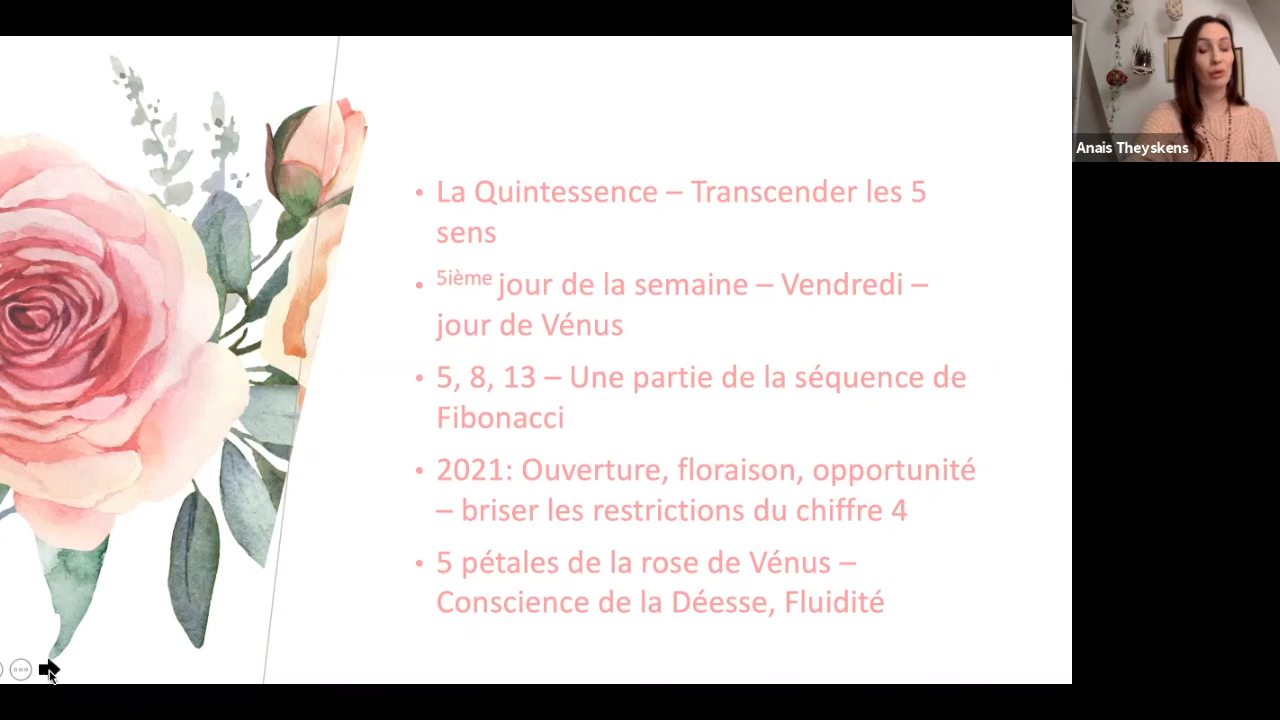 Anais Theyskens
• La Quintessence – Transcender les 5
sens
• 5ième jour de la semaine – Vendredi –
jour de Vénus
• 5, 8, 13 – Une partie de la séquence de
Fibonacci
• 2021: Ouverture, floraison, opportunité
– briser les restrictions du chiffre 4
• 5 pétales de la rose de Vénus –
Conscience de la Déesse, Fluidité